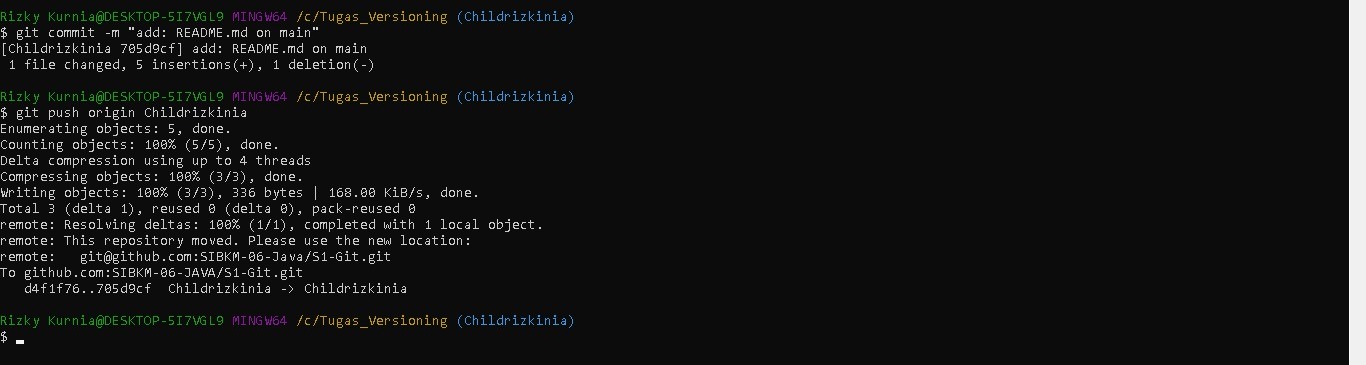 Rizky Kurnia@DESKTOP-5I7VGL9 MINGW64 /c/Tugas_Versioning (Childrizkinia)
$ git commit -m "add: README.md on main"
[Childrizkinia 705d9cf] add: README.md on main
 1 file changed, 5 insertions(+), 1 deletion(-)
Rizky Kurnia@DESKTOP-5I7VGL9 MINGW64 /c/Tugas_Versioning (Childrizkinia)
$ git push origin Childrizkinia
Enumerating objects: 5, done.
Counting objects: 100% (5/5), done.
Delta compression using up to 4 threads
Compressing objects: 100% (3/3), done.
Writing objects: 100% (3/3), 336 bytes | 168.00 KiB/s, done.
Total 3 (delta 1), reused 0 (delta 0), pack-reused 0
remote: Resolving deltas: 100% (1/1), completed with 1 local object.
remote: This repository moved. Please use the new location:
remote:   git@github.com:SIBKM-06-Java/S1-Git.git
To github.com:SIBKM-06-JAVA/S1-Git.git
   d4f1f76..705d9cf  Childrizkinia -> Childrizkinia
Rizky Kurnia@DESKTOP-5I7VGL9 MINGW64 /c/Tugas_Versioning (Childrizkinia)
$